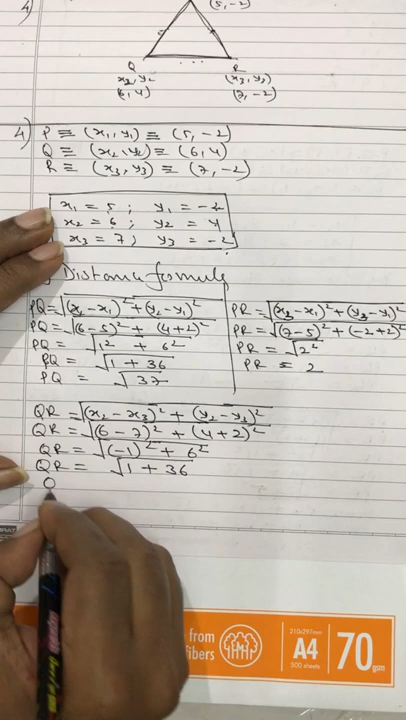 4)
(5, -2)
Q R
x2, y2 (x3, y3)
(6, 4) (7, -2)
4) P ≡ (x1, y1) ≡ (5, -2)
Q ≡ (x2, y2) ≡ (6, 4)
R ≡ (x3, y3) ≡ (7, -2)
x1 = 5 ; y1 = -2
x2 = 6 ; y2 = 4
x3 = 7 ; y3 = -2
Distance formula
PQ = √(x2 - x1)² + (y2 - y1)²
PQ = √(6 - 5)² + (4+2)²
PQ = √1² + 6²
PQ = √1 + 36
PQ = √37
PR = √(x3 - x1)² + (y3 - y1)²
PR = √(7-5)² + (-2+2)²
PR = √2²
PR = 2
QR = √(x2 - x3)² + (y2 - y3)²
QR = √(6 - 7)² + (4+2)²
QR = √(-1)² + 6²
QR = √1 + 36
from
fibers
210x297mm
A4
500 sheets
70
gsm